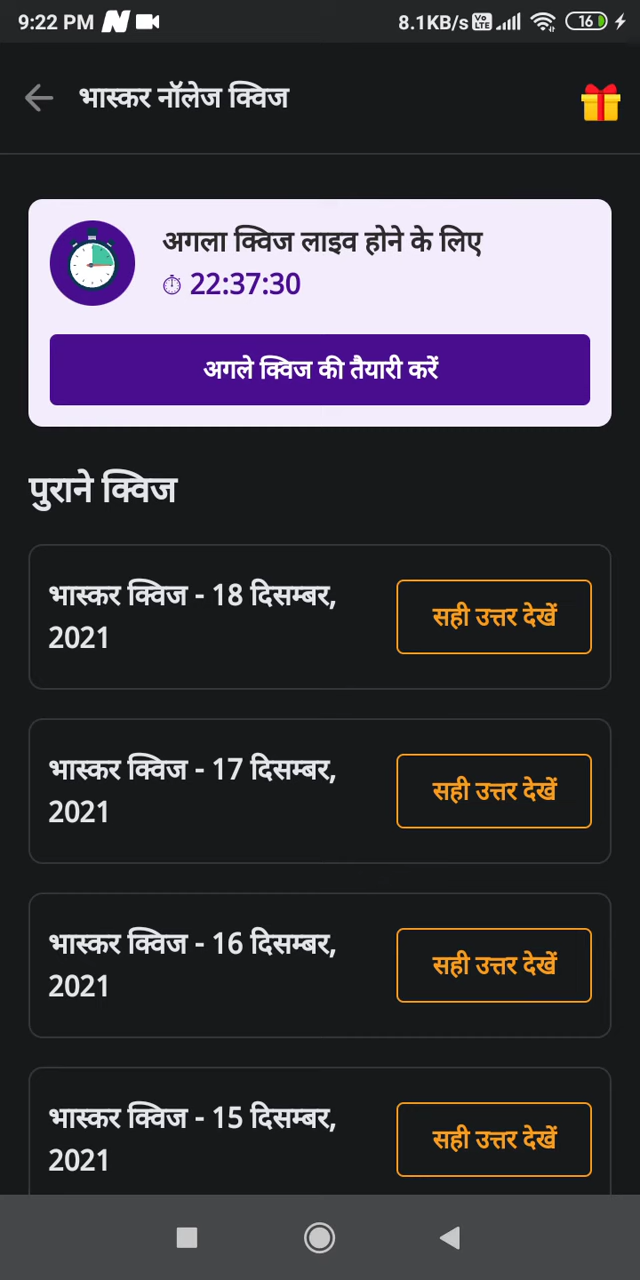 9:22 PM 8.1KB/s Vo LTE 16
भास्कर नॉलेज क्विज
अगला क्विज लाइव होने के लिए
22:37:30
अगले क्विज की तैयारी करें
पुराने क्विज
भास्कर क्विज - 18 दिसम्बर,
2021
सही उत्तर देखें
भास्कर क्विज - 17 दिसम्बर,
2021
सही उत्तर देखें
भास्कर क्विज - 16 दिसम्बर,
2021
सही उत्तर देखें
भास्कर क्विज - 15 दिसम्बर,
2021
सही उत्तर देखें